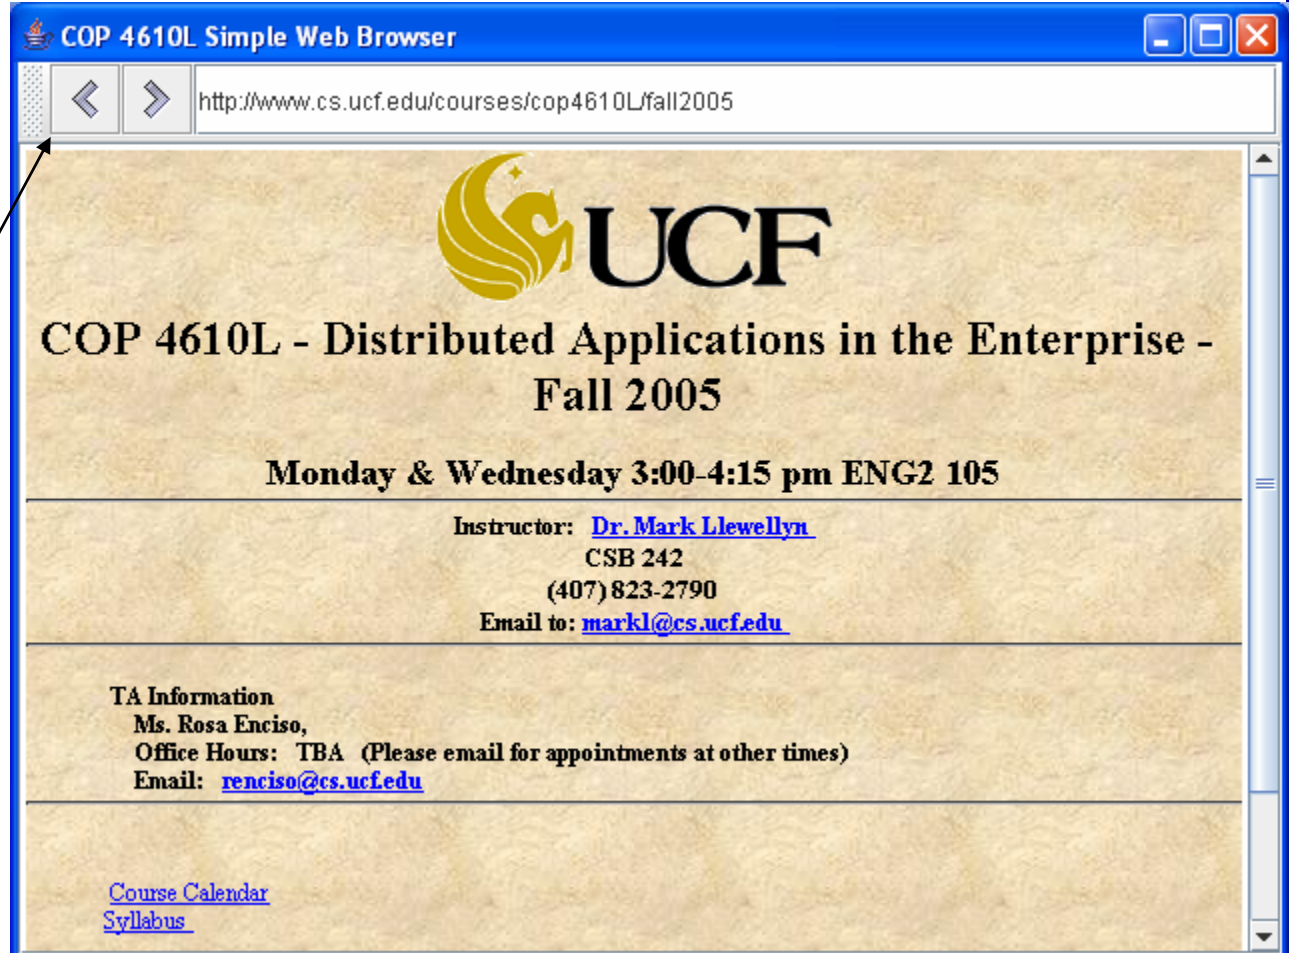 COP 4610L Simple Web Browser
http://www.cs.ucf.edu/courses/cop4610L/fall2005
UCF
COP 4610L - Distributed Applications in the Enterprise -
Fall 2005
Monday & Wednesday 3:00-4:15 pm ENG2 105
Instructor: Dr. Mark Llewellyn
CSB 242
(407) 823-2790
Email to: markl@cs.ucf.edu
TA Information
Ms. Rosa Enciso,
Office Hours: TBA (Please email for appointments at other times)
Email: renciso@cs.ucf.edu
Course Calendar
Syllabus